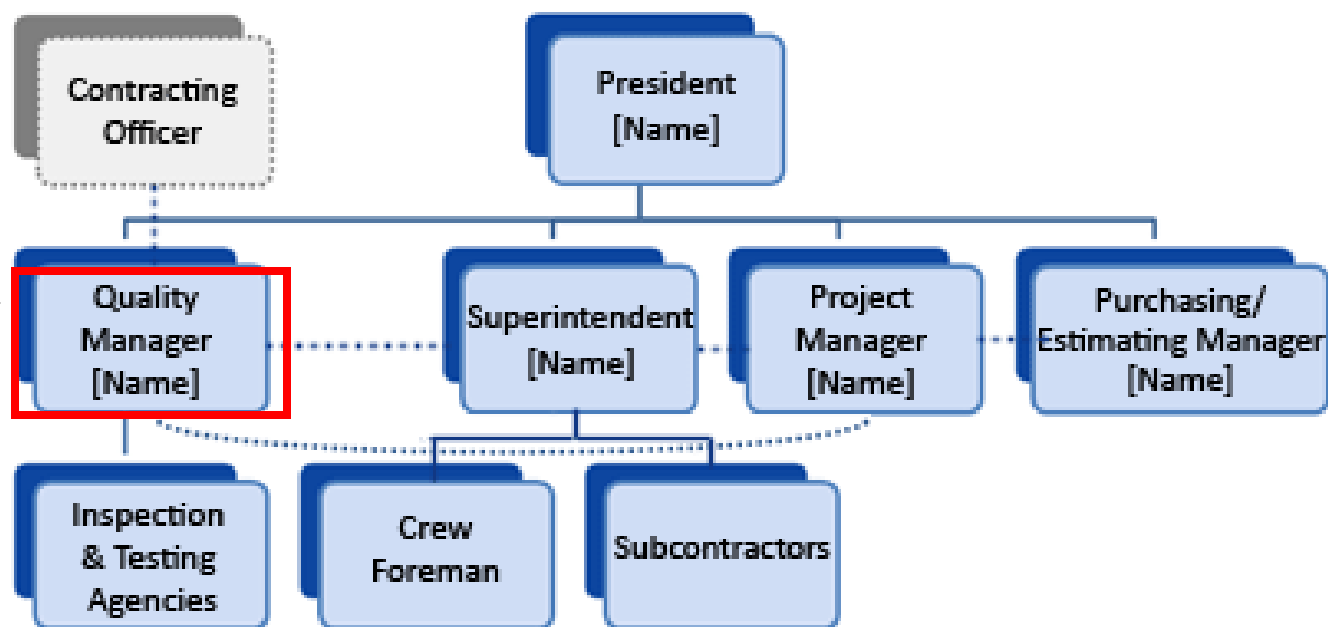 Contracting
Officer
President
[Name]
Quality
Manager
[Name]
Superintendent
[Name]
Project
Manager
[Name]
Purchasing/
Estimating Manager
[Name]
Inspection
& Testing
Agencies
Crew
Foreman
Subcontractors